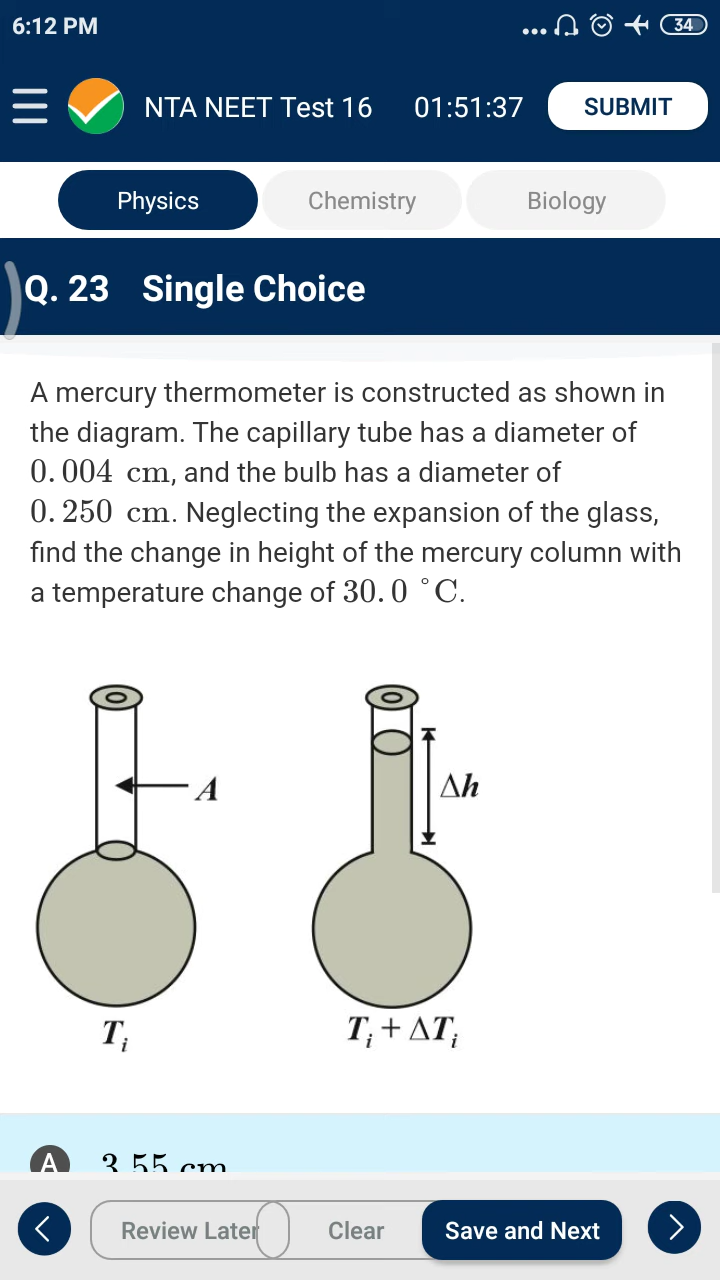 6:12 PM
34
NTA NEET Test 16 01:51:37 SUBMIT
Physics Chemistry Biology
Q. 23 Single Choice
A mercury thermometer is constructed as shown in
the diagram. The capillary tube has a diameter of
0.004 cm, and the bulb has a diameter of
0.250 cm. Neglecting the expansion of the glass,
find the change in height of the mercury column with
a temperature change of 30.0 °C.
A
Δh
T_i
T_i + ΔT_i
A 3.55 cm
Review Later Clear Save and Next